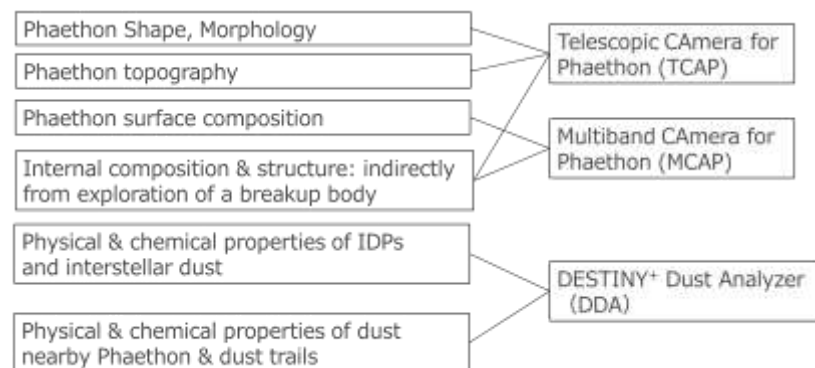 Phaethon Shape, Morphology
Phaethon topography
Phaethon surface composition
Internal composition & structure: indirectly
from exploration of a breakup body
Physical & chemical properties of IDPs
and interstellar dust
Physical & chemical properties of dust
nearby Phaethon & dust trails
Telescopic CAmera for
Phaethon (TCAP)
Multiband CAmera for
Phaethon (MCAP)
DESTINY⁺ Dust Analyzer
（DDA）